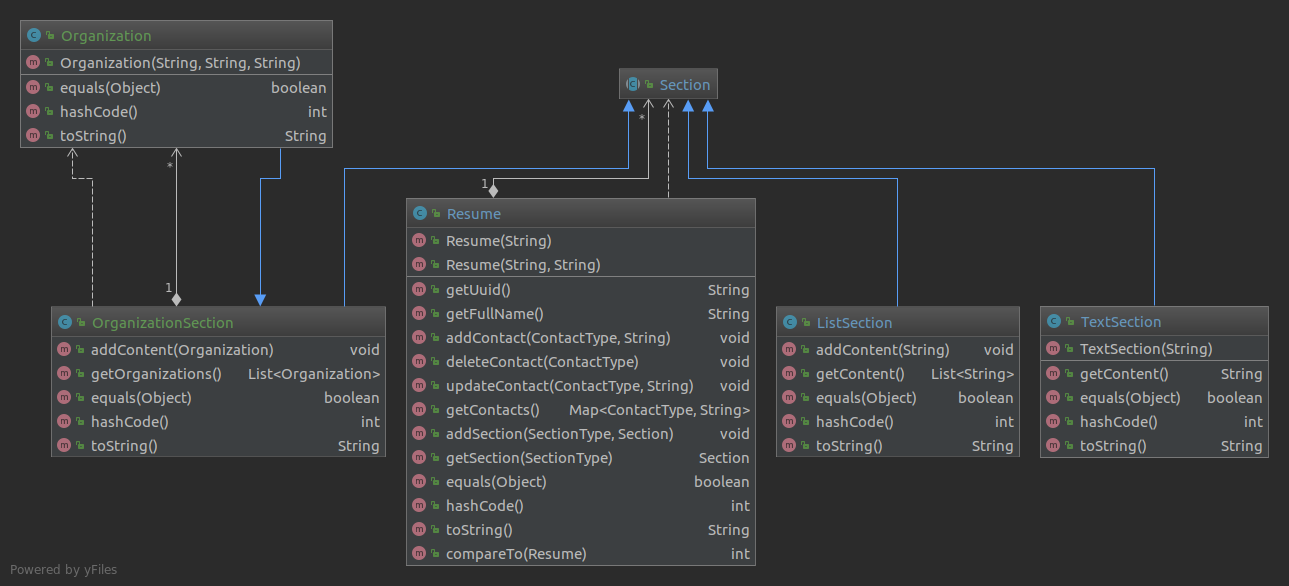 Organization
Organization(String, String, String)
equals(Object) boolean
hashCode() int
toString() String
*
1
Section
*
1
OrganizationSection
addContent(Organization) void
getOrganizations() List<Organization>
equals(Object) boolean
hashCode() int
toString() String
Resume
Resume(String)
Resume(String, String)
getUuid() String
getFullName() String
addContact(ContactType, String) void
deleteContact(ContactType) void
updateContact(ContactType, String) void
getContacts() Map<ContactType, String>
addSection(SectionType, Section) void
getSection(SectionType) Section
equals(Object) boolean
hashCode() int
toString() String
compareTo(Resume) int
ListSection
addContent(String) void
getContent() List<String>
equals(Object) boolean
hashCode() int
toString() String
TextSection
TextSection(String)
getContent() String
equals(Object) boolean
hashCode() int
toString() String
Powered by yFiles